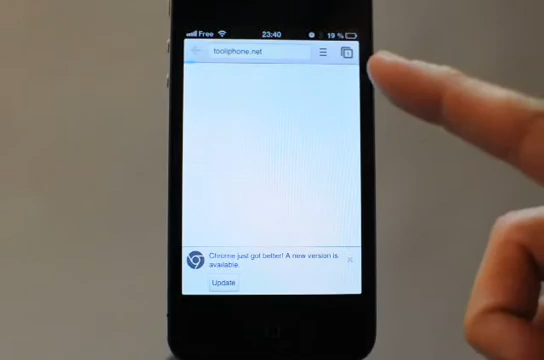 Free 23:40 19 %
tooliphone.net
Chrome just got better! A new version is
available.
Update